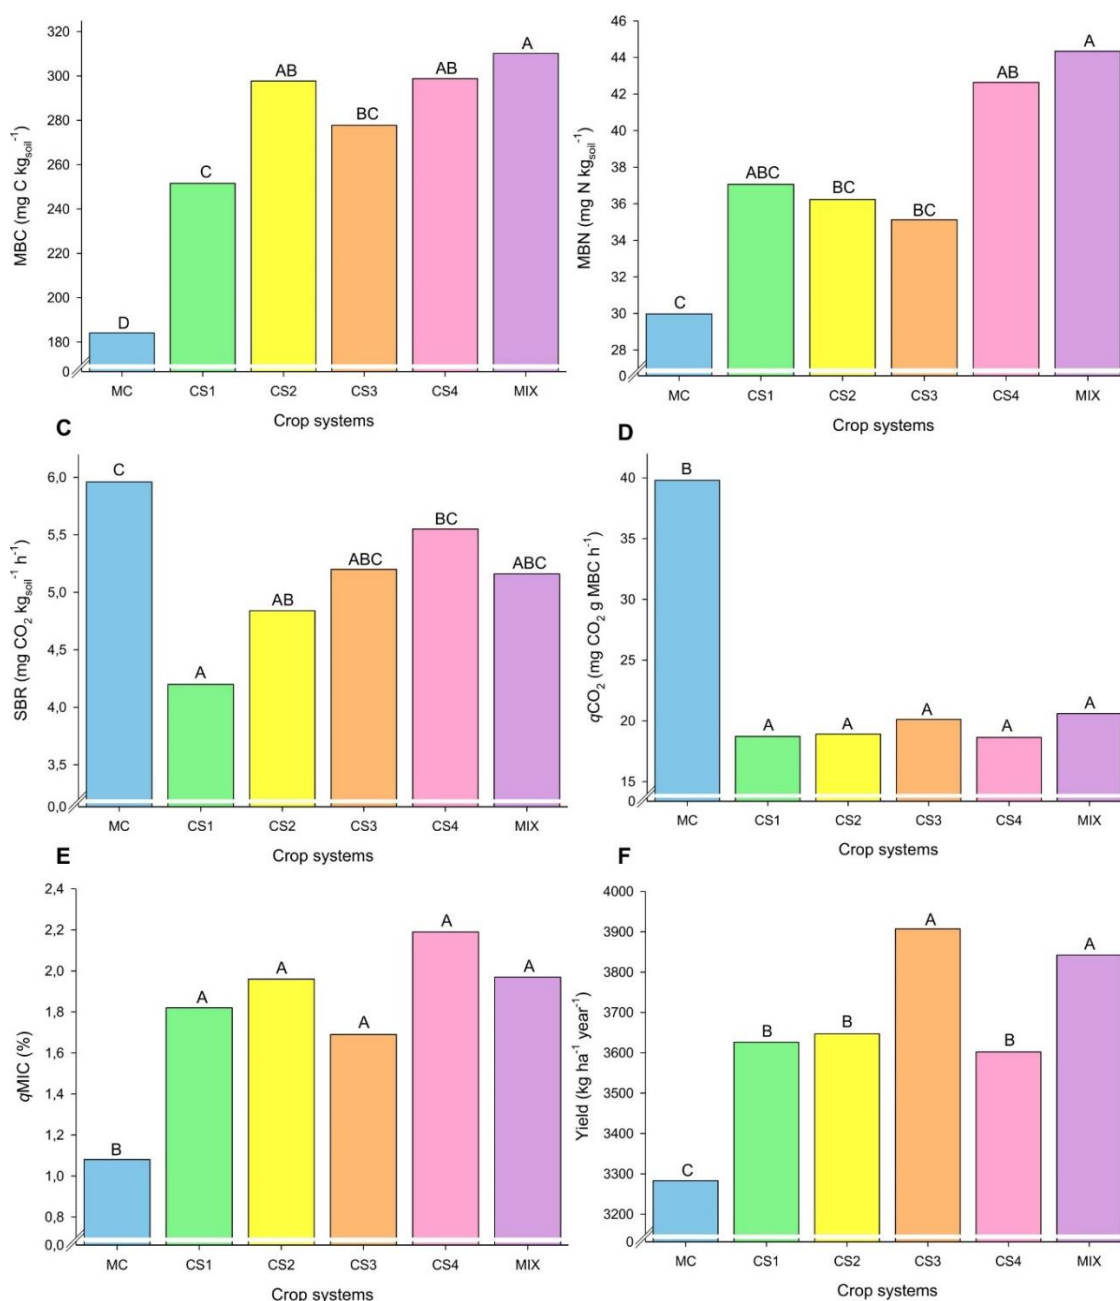 MBC (mg C kgsoil⁻¹)
320
300
280
260
240
220
200
180
0
D
C
AB
BC
AB
A
MC CS1 CS2 CS3 CS4 MIX
Crop systems
MBN (mg N kgsoil⁻¹)
46
44
42
40
38
36
34
32
30
28
0
C
ABC
BC
BC
AB
A
MC CS1 CS2 CS3 CS4 MIX
Crop systems
C
SBR (mg CO₂ kgsoil⁻¹ h⁻¹)
6,0
5,5
5,0
4,5
4,0
3,5
0,0
C
A
AB
ABC
BC
ABC
MC CS1 CS2 CS3 CS4 MIX
Crop systems
D
qCO₂ (mg CO₂ g MBC h⁻¹)
40
35
30
25
20
15
0
B
A
A
A
A
A
MC CS1 CS2 CS3 CS4 MIX
Crop systems
E
qMIC (%)
2,4
2,2
2,0
1,8
1,6
1,4
1,2
1,0
0,8
0,0
B
A
A
A
A
A
MC CS1 CS2 CS3 CS4 MIX
Crop systems
F
Yield (kg ha⁻¹ year⁻¹)
4000
3900
3800
3700
3600
3500
3400
3300
3200
0
C
B
B
A
B
A
MC CS1 CS2 CS3 CS4 MIX
Crop systems